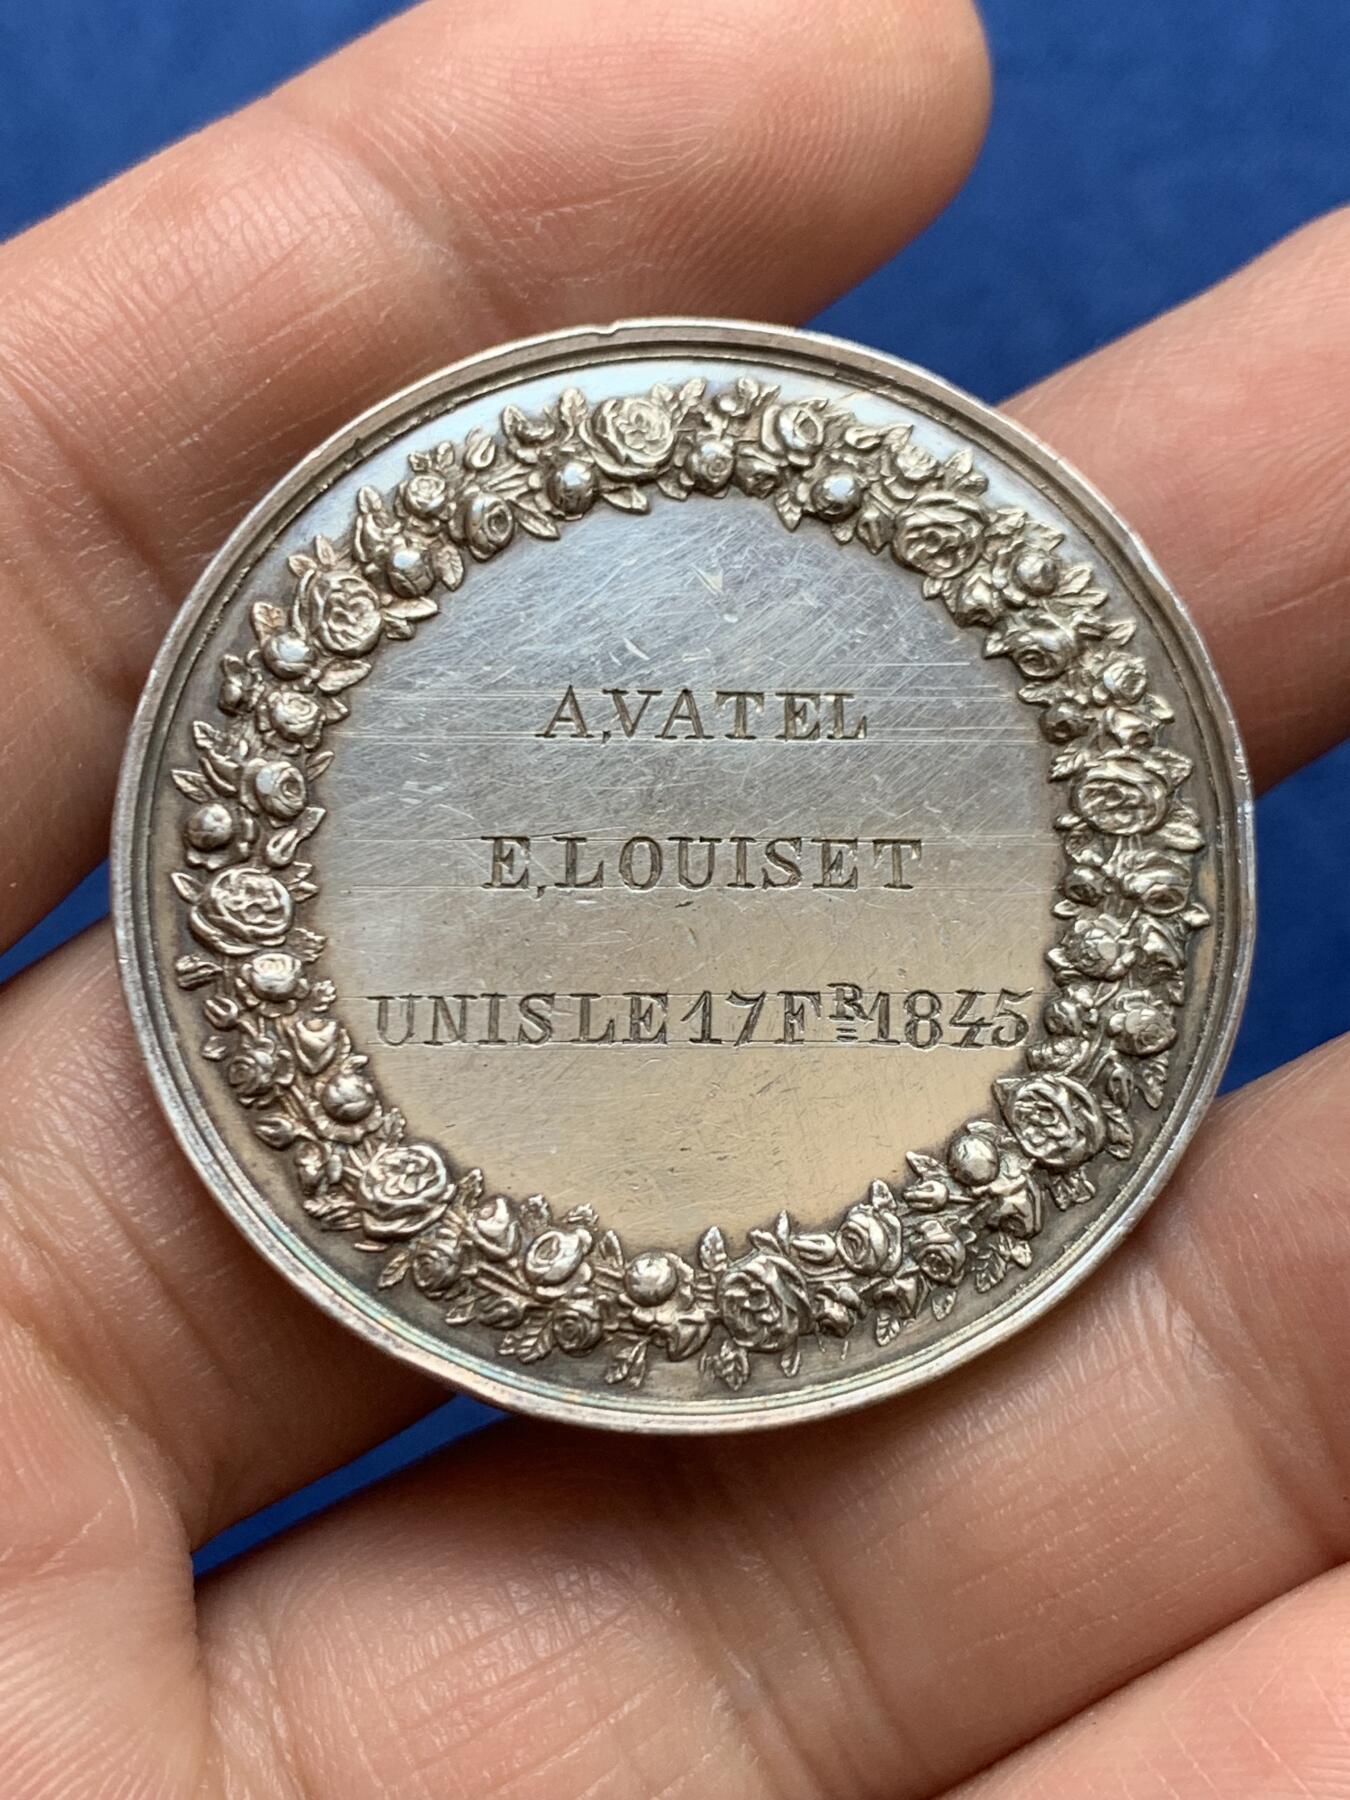 A,VATEL
E,LOUISET
UNIS LE 17 FR 1845